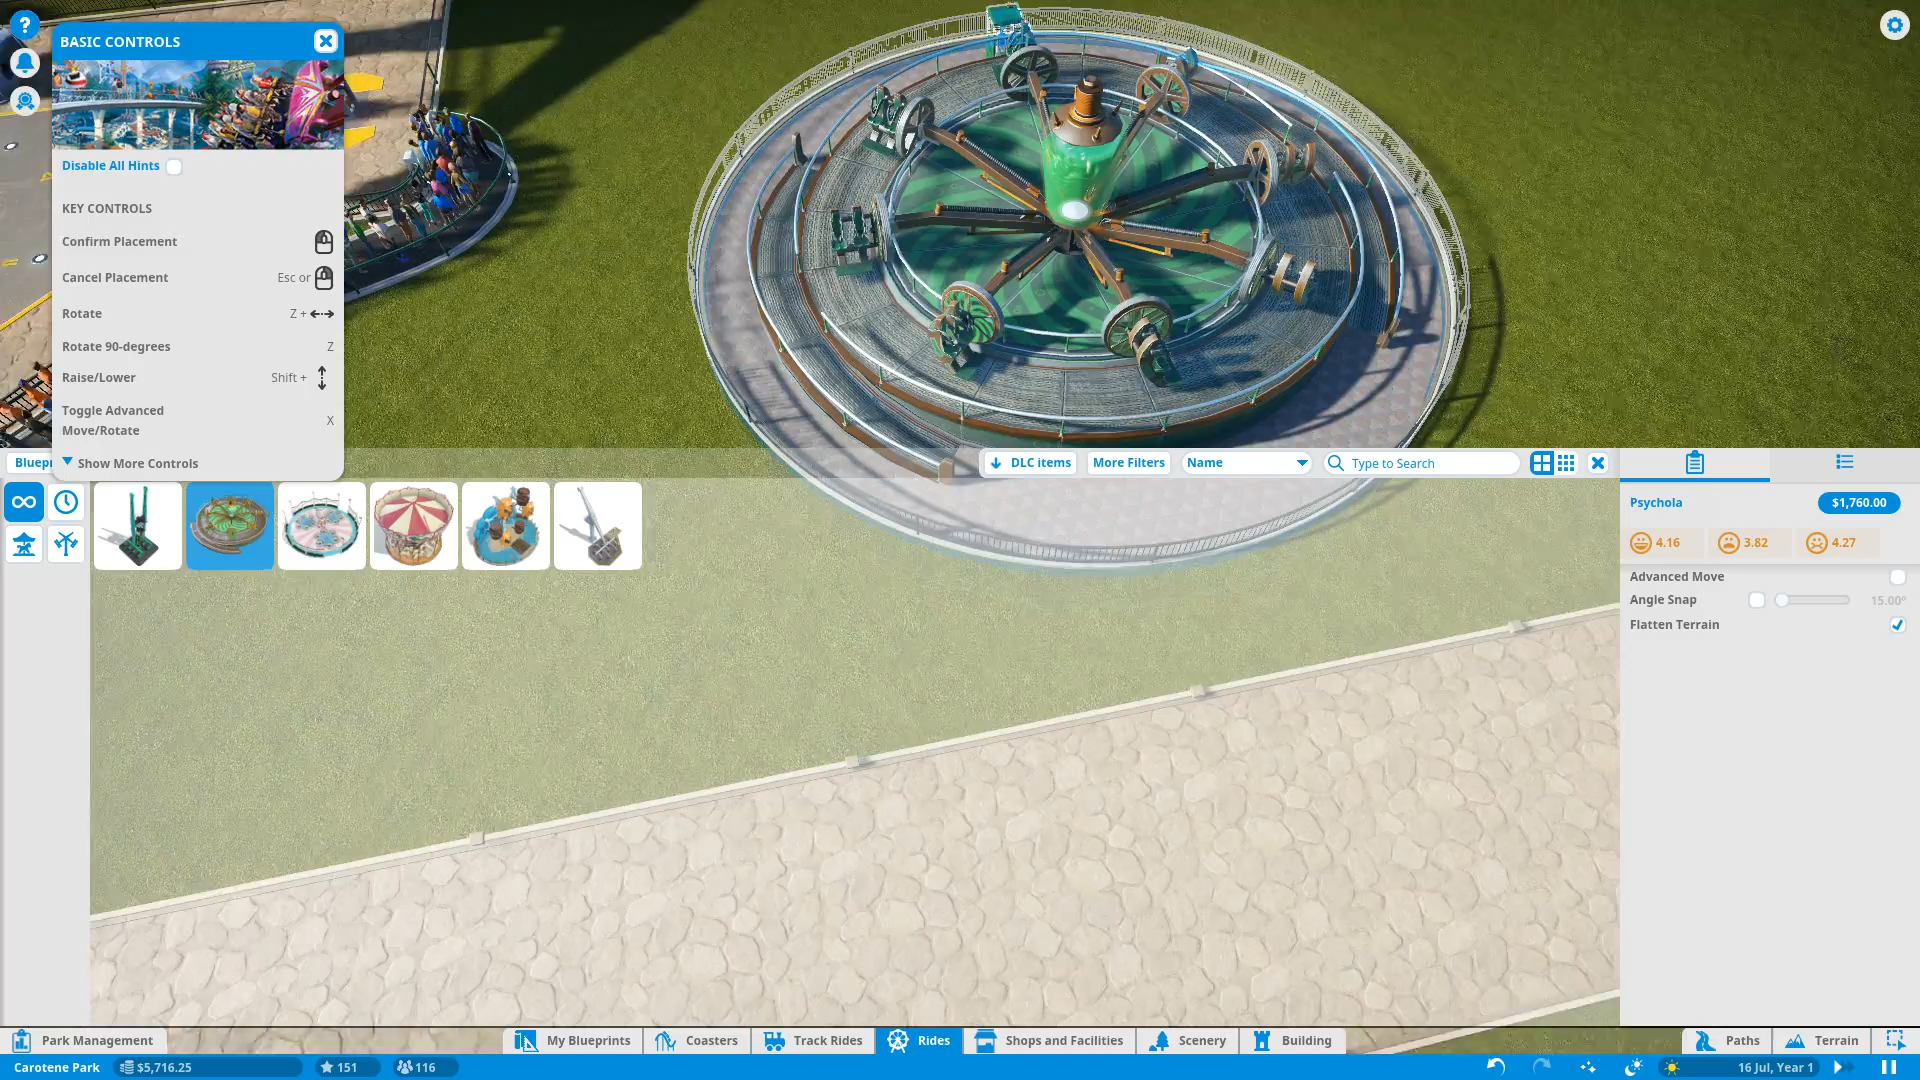 ?
BASIC CONTROLS
Disable All Hints
KEY CONTROLS
Confirm Placement
Cancel Placement Esc or
Rotate Z +
Rotate 90-degrees Z
Raise/Lower Shift +
Toggle Advanced
Move/Rotate X
Show More Controls
DLC items
More Filters
Name
Type to Search
Psychola $1,760.00
4.16 3.82 4.27
Advanced Move
Angle Snap 15.00°
Flatten Terrain
Park Management
My Blueprints
Coasters
Track Rides
Rides
Shops and Facilities
Scenery
Building
Paths
Terrain
Carotene Park $5,716.25 151 116
16 Jul, Year 1